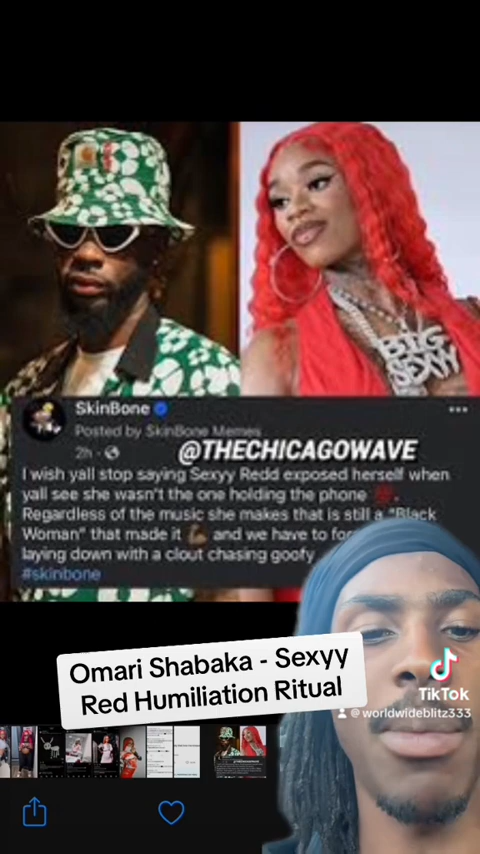 BIG
SEXYY
SkinBone
Posted by SkinBone Memes
2h
@THECHICAGOWAVE
I wish yall stop saying Sexyy Redd exposed herself when
yall see she wasn't the one holding the phone 💯.
Regardless of the music she makes that is still a "Black
Woman" that made it 💪🏾 and we have to for
laying down with a clout chasing goofy
#skinbone
Omari Shabaka - Sexyy
Red Humiliation Ritual
TikTok
@worldwideblitz333